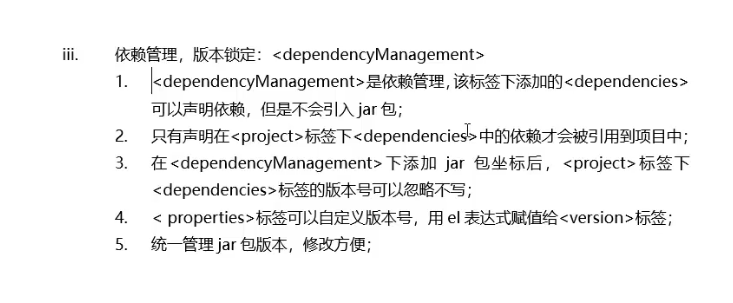 iii. 依赖管理，版本锁定：<dependencyManagement>
1. <dependencyManagement>是依赖管理,该标签下添加的<dependencies>
可以声明依赖，但是不会引入 jar 包；
2. 只有声明在<project>标签下<dependencies>中的依赖才会被引用到项目中；
3. 在<dependencyManagement>下添加 jar 包坐标后，<project>标签下
<dependencies>标签的版本号可以忽略不写；
4. < properties>标签可以自定义版本号，用 el 表达式赋值给<version>标签；
5. 统一管理 jar 包版本，修改方便；